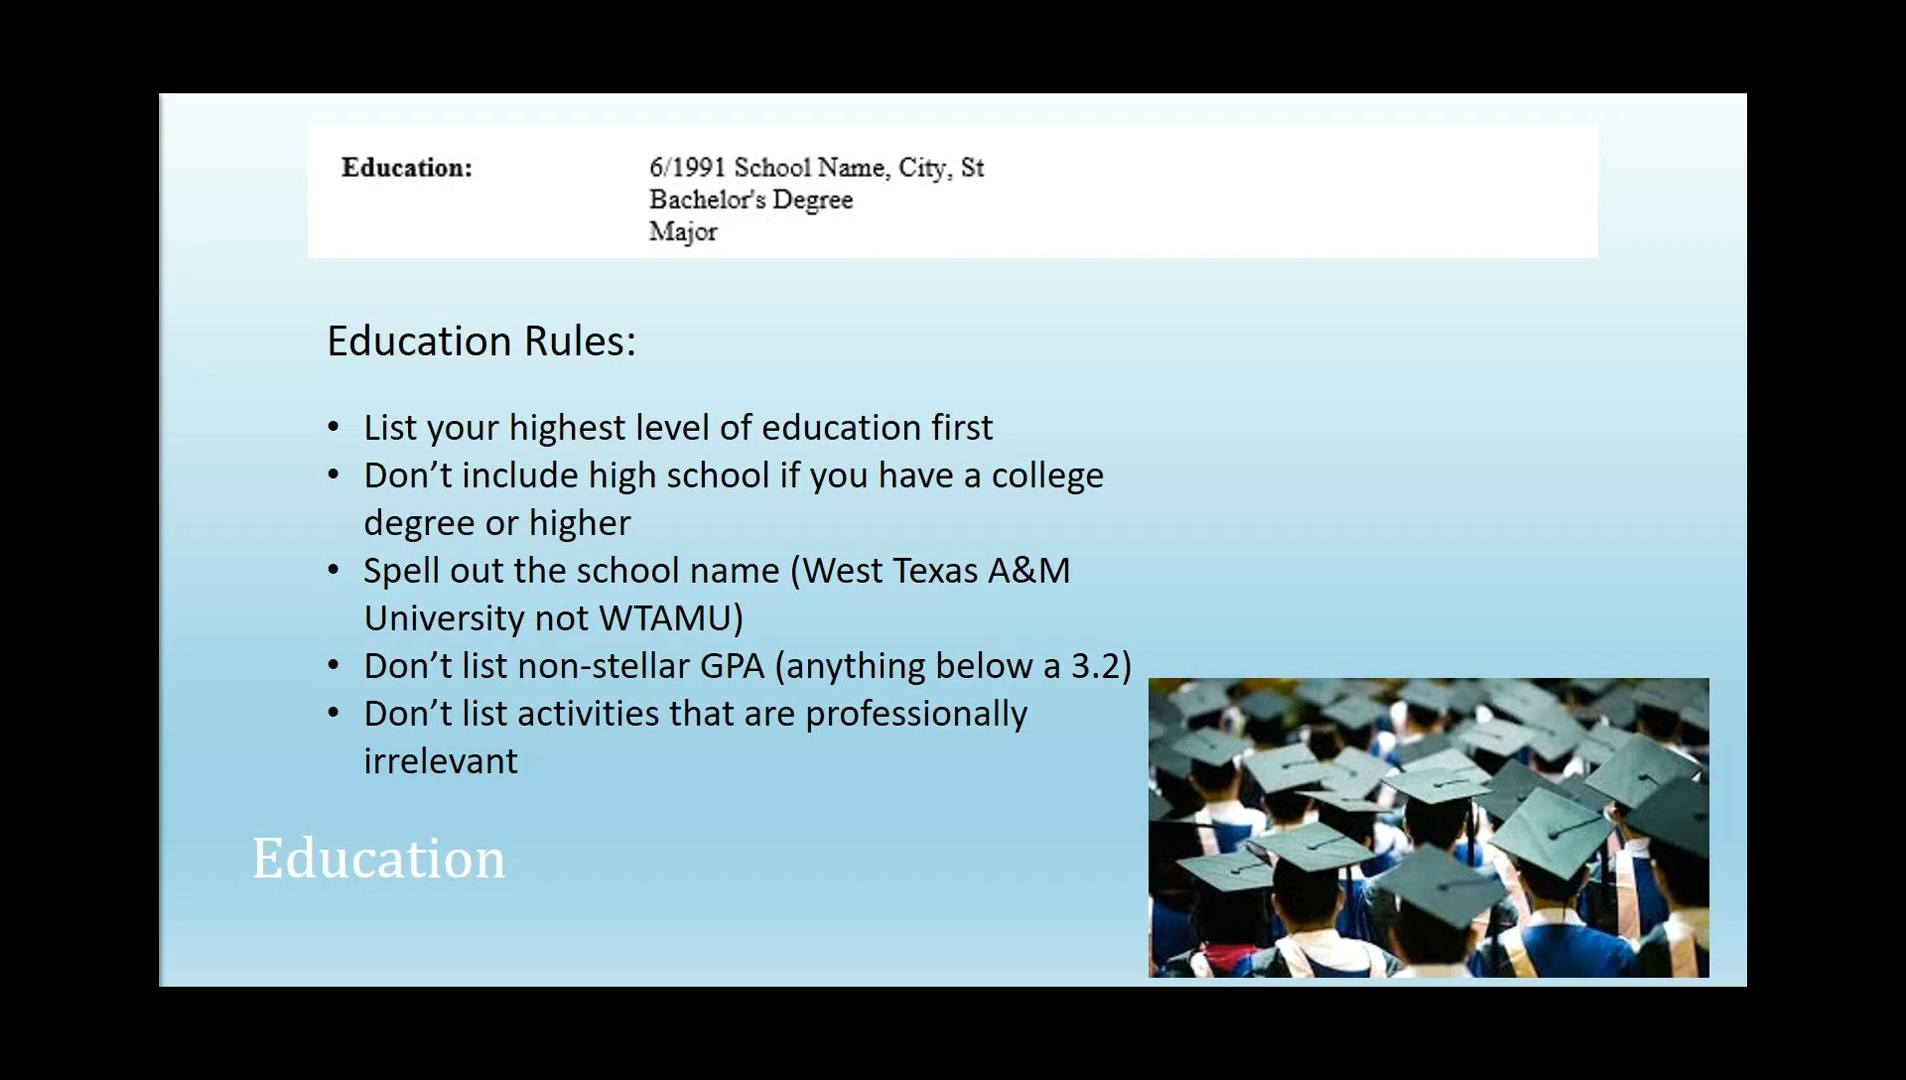 Education:
6/1991 School Name, City, St
Bachelor's Degree
Major
Education Rules:
• List your highest level of education first
• Don’t include high school if you have a college
degree or higher
• Spell out the school name (West Texas A&M
University not WTAMU)
• Don’t list non-stellar GPA (anything below a 3.2)
• Don’t list activities that are professionally
irrelevant
Education